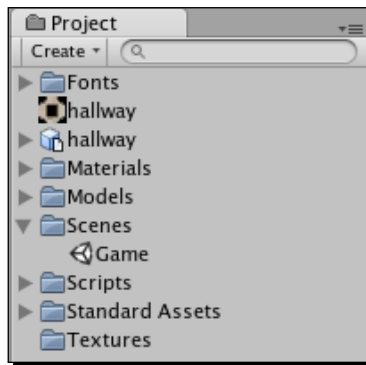 Project
Create
Fonts
hallway
hallway
Materials
Models
Scenes
Game
Scripts
Standard Assets
Textures